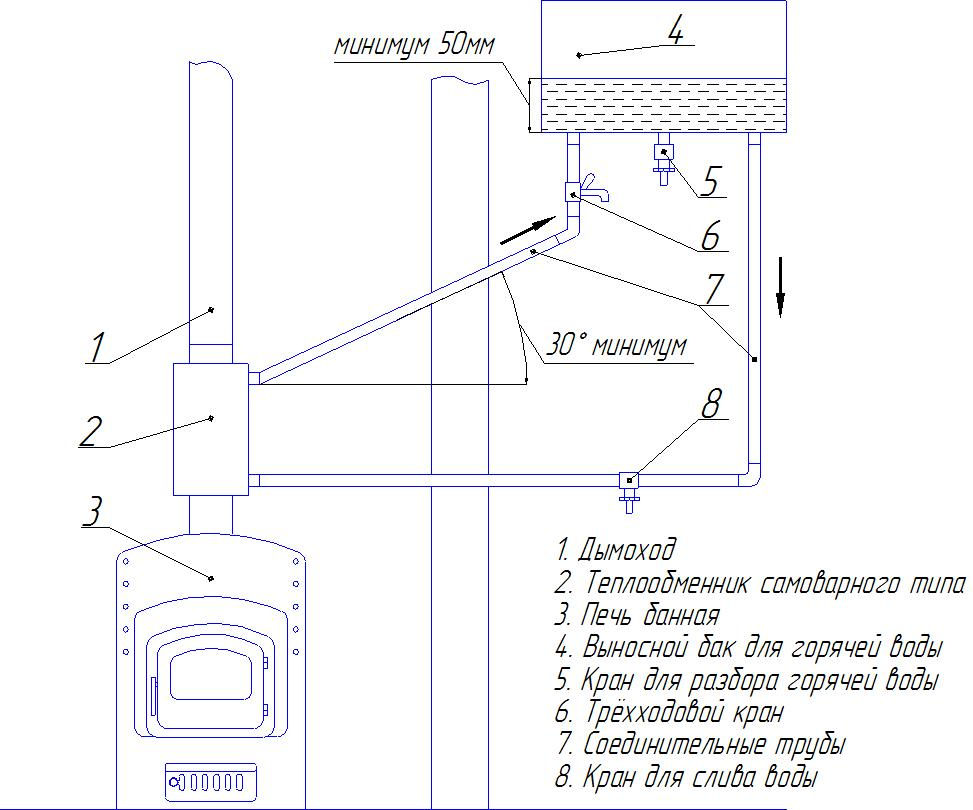 минимум 50мм
4
5
6
7
1
30° минимум
2
8
3
1. Дымоход
2. Теплообменник самоварного типа
3. Печь банная
4. Выносной бак для горячей воды
5. Кран для разбора горячей воды
6. Трёхходовой кран
7. Соединительные трубы
8. Кран для слива воды